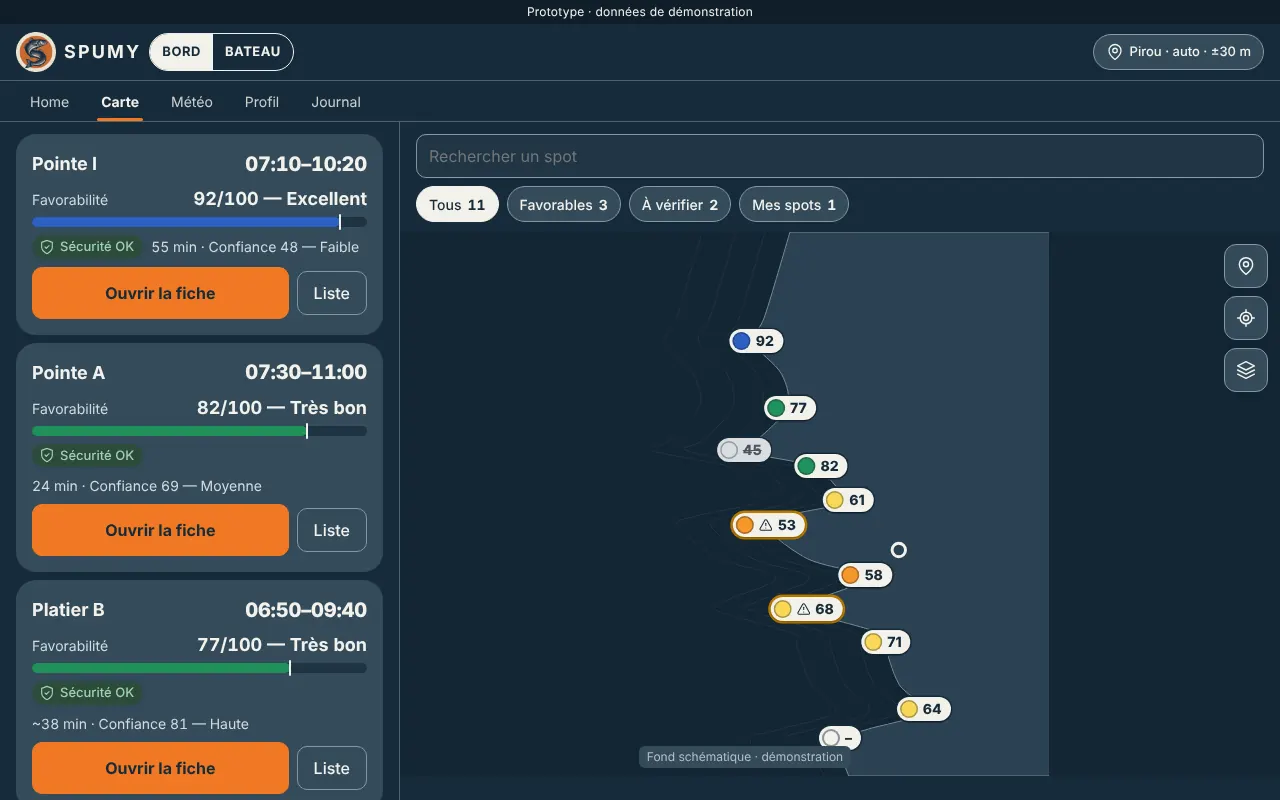 Prototype · données de démonstration
SPUMY
BORD
BATEAU
Pirou · auto · ±30 m
Home
Carte
Météo
Profil
Journal
Pointe I
07:10–10:20
Favorabilité
92/100 — Excellent
Sécurité OK
55 min · Confiance 48 — Faible
Ouvrir la fiche
Liste
Pointe A
07:30–11:00
Favorabilité
82/100 — Très bon
Sécurité OK
24 min · Confiance 69 — Moyenne
Ouvrir la fiche
Liste
Platier B
06:50–09:40
Favorabilité
77/100 — Très bon
Sécurité OK
~38 min · Confiance 81 — Haute
Ouvrir la fiche
Liste
Rechercher un spot
Tous 11
Favorables 3
À vérifier 2
Mes spots 1
92
77
45
82
61
53
58
68
71
64
–
Fond schématique · démonstration